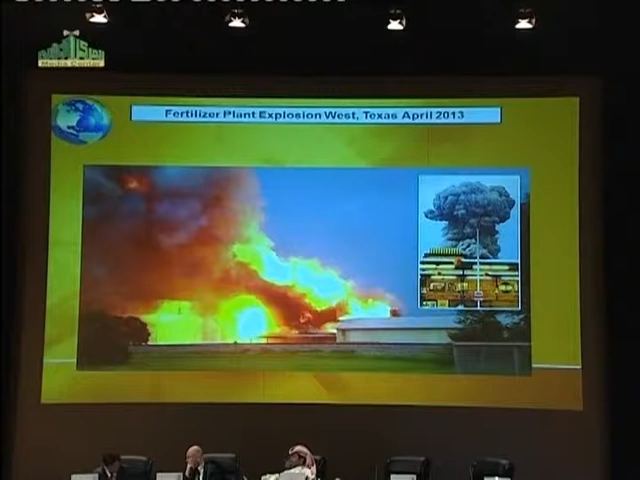 Media Center
Fertilizer Plant Explosion West, Texas April 2013